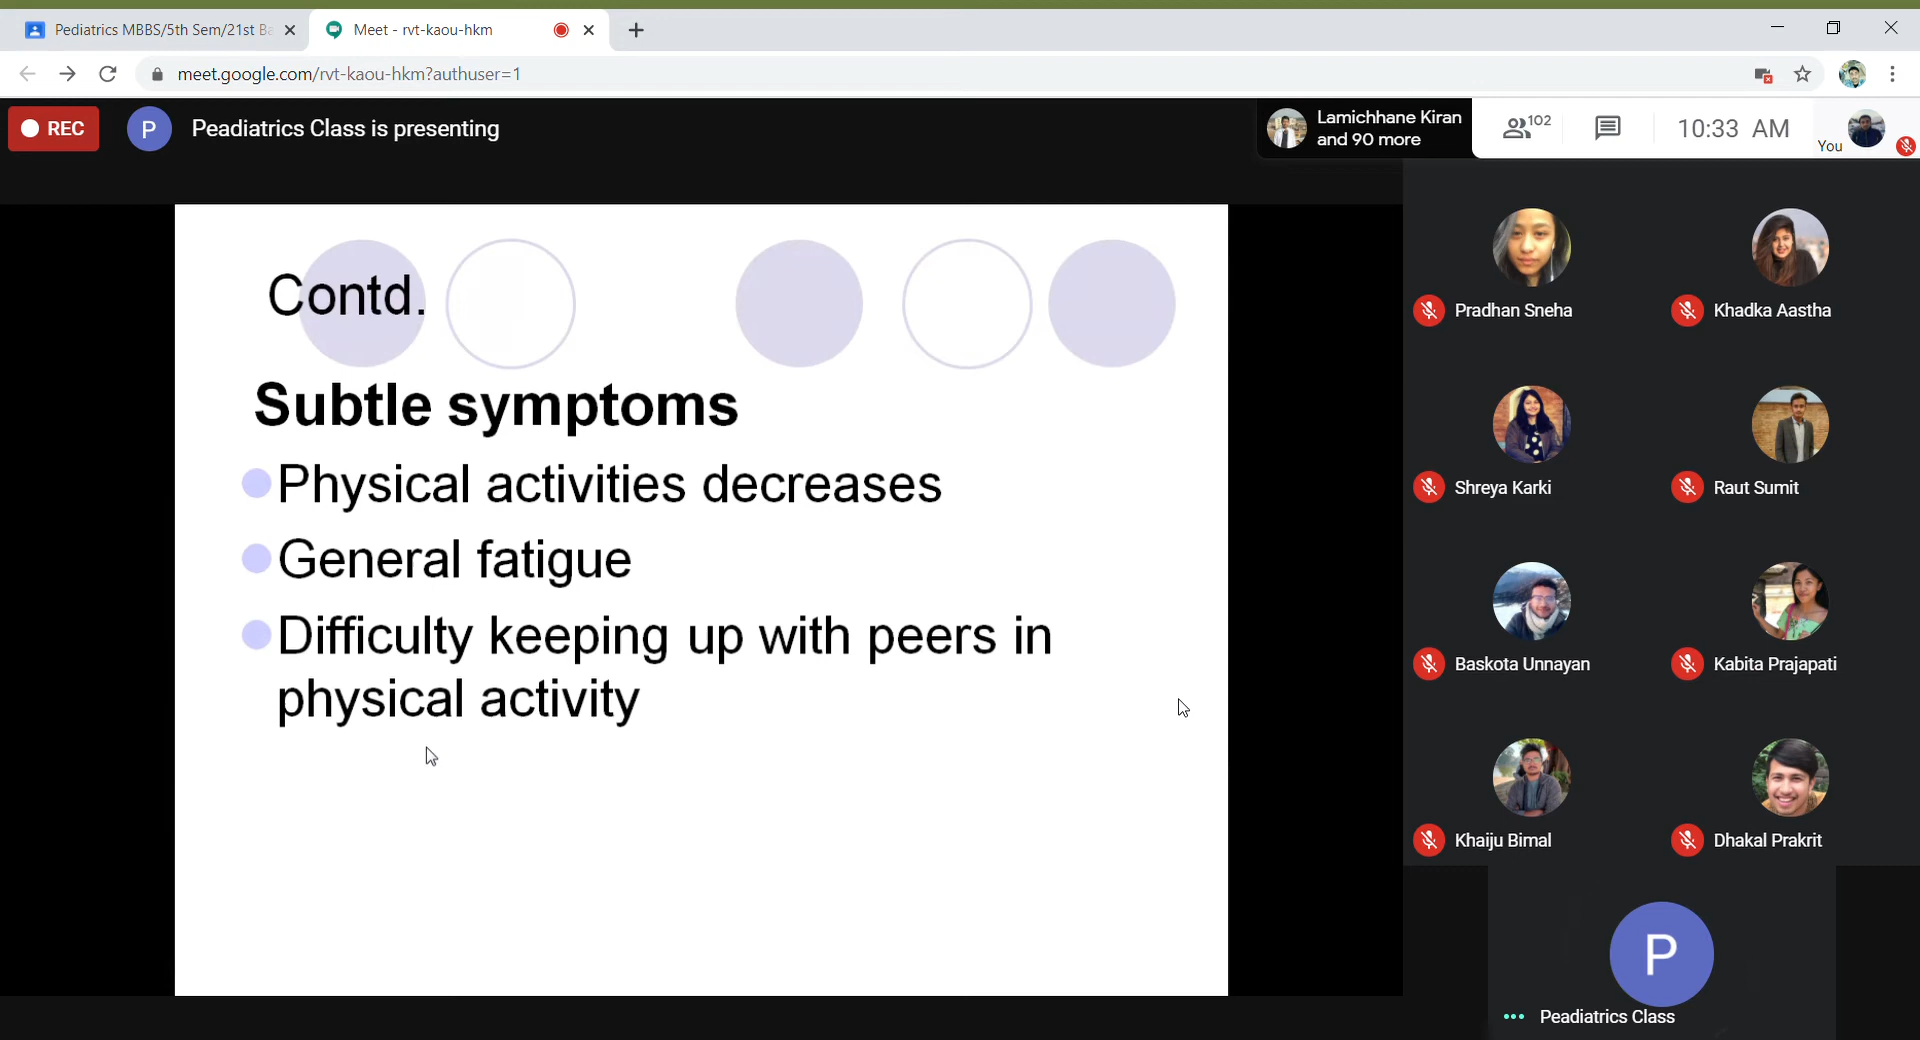 Pediatrics MBBS/5th Sem/21st Ba
Meet - rvt-kaou-hkm
meet.google.com/rvt-kaou-hkm?authuser=1
REC
P
Peadiatrics Class is presenting
Lamichhane Kiran
and 90 more
102
10:33 AM
You
Contd.
Subtle symptoms
Physical activities decreases
General fatigue
Difficulty keeping up with peers in
physical activity
Pradhan Sneha
Khadka Aastha
Shreya Karki
Raut Sumit
Baskota Unnayan
Kabita Prajapati
Khaiju Bimal
Dhakal Prakrit
P
Peadiatrics Class